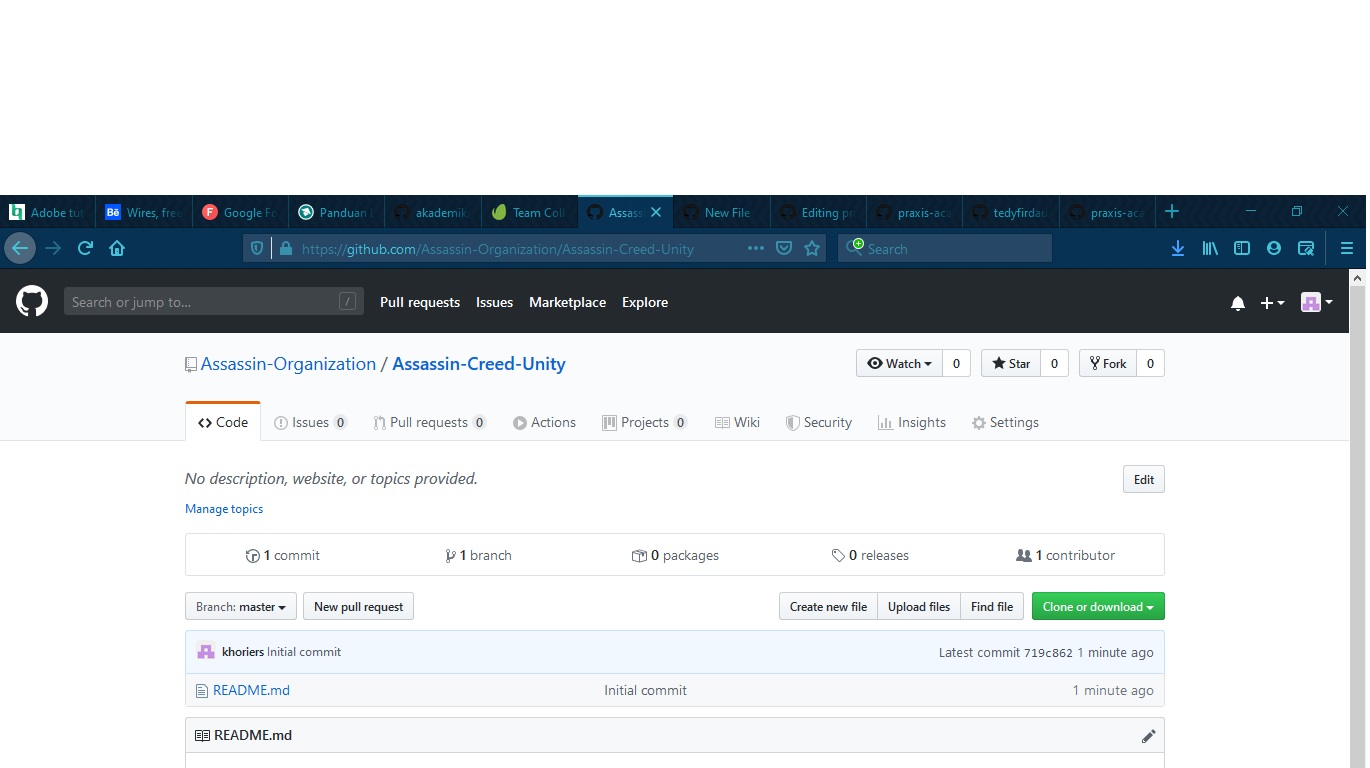 Adobe tut Wires, free Google Fo Panduan akademik Team Coll Assass New File Editing pr praxis-aca tedyfirdau praxis-aca
https://github.com/Assassin-Organization/Assassin-Creed-Unity Search
Search or jump to... / Pull requests Issues Marketplace Explore
Assassin-Organization / Assassin-Creed-Unity Watch 0 Star 0 Fork 0
Code Issues 0 Pull requests 0 Actions Projects 0 Wiki Security Insights Settings
No description, website, or topics provided. Edit
Manage topics
1 commit 1 branch 0 packages 0 releases 1 contributor
Branch: master New pull request Create new file Upload files Find file Clone or download
khoriers Initial commit Latest commit 719c862 1 minute ago
README.md Initial commit 1 minute ago
README.md